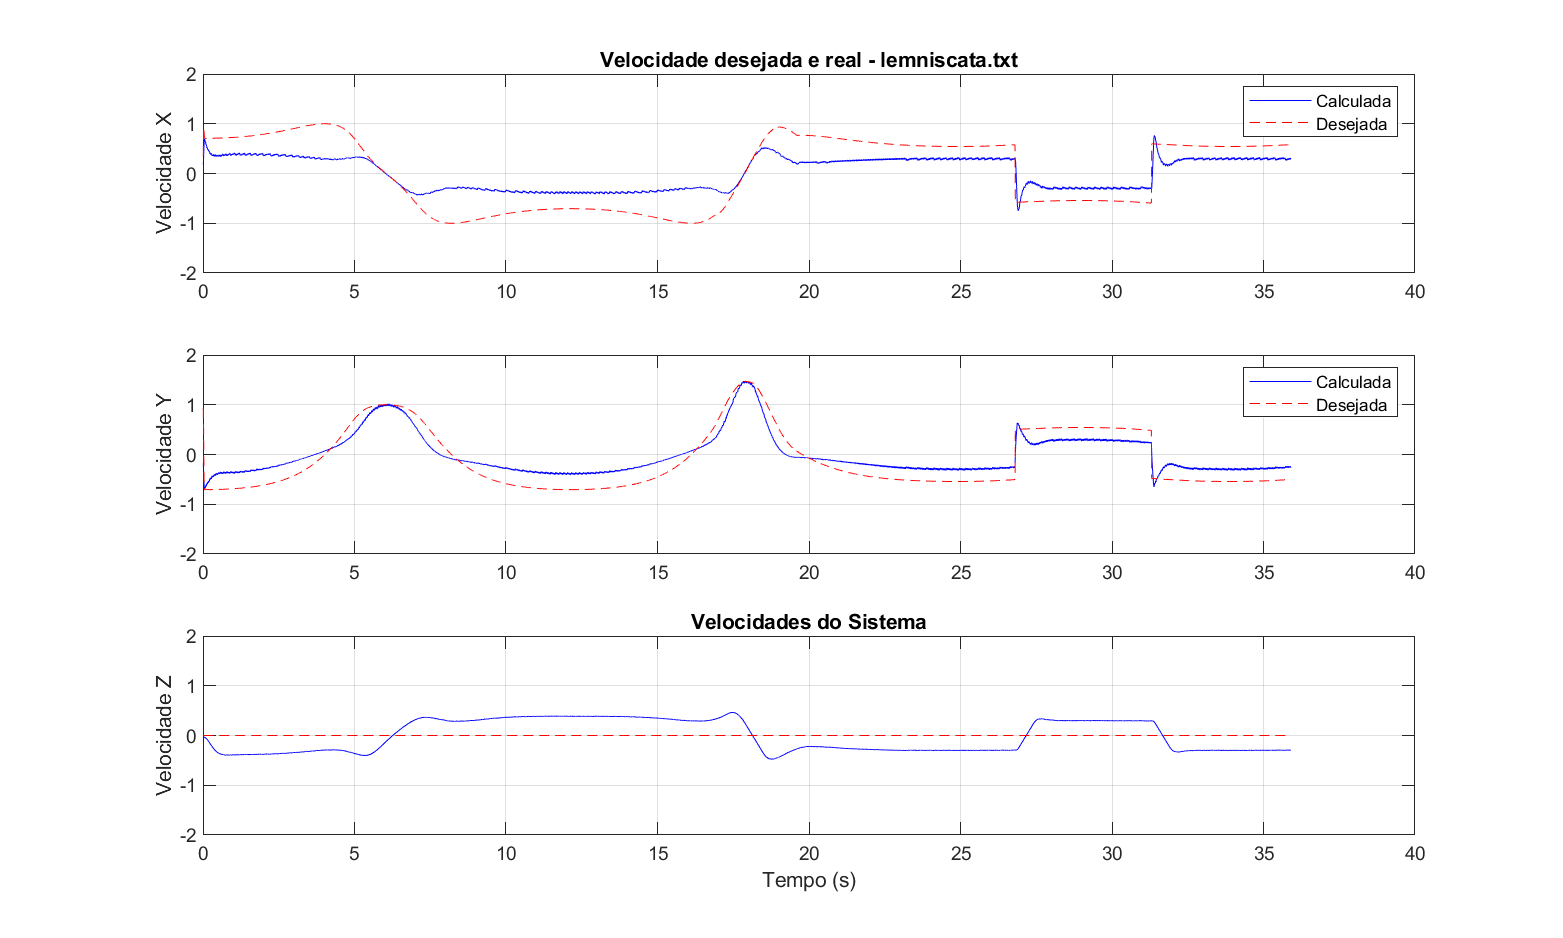 Velocidade desejada e real - lemniscata.txt
Velocidade X
2
1
0
-1
-2
Calculada
Desejada
0 5 10 15 20 25 30 35 40
Velocidade Y
2
1
0
-1
-2
Calculada
Desejada
0 5 10 15 20 25 30 35 40
Velocidades do Sistema
Velocidade Z
2
1
0
-1
-2
0 5 10 15 20 25 30 35 40
Tempo (s)